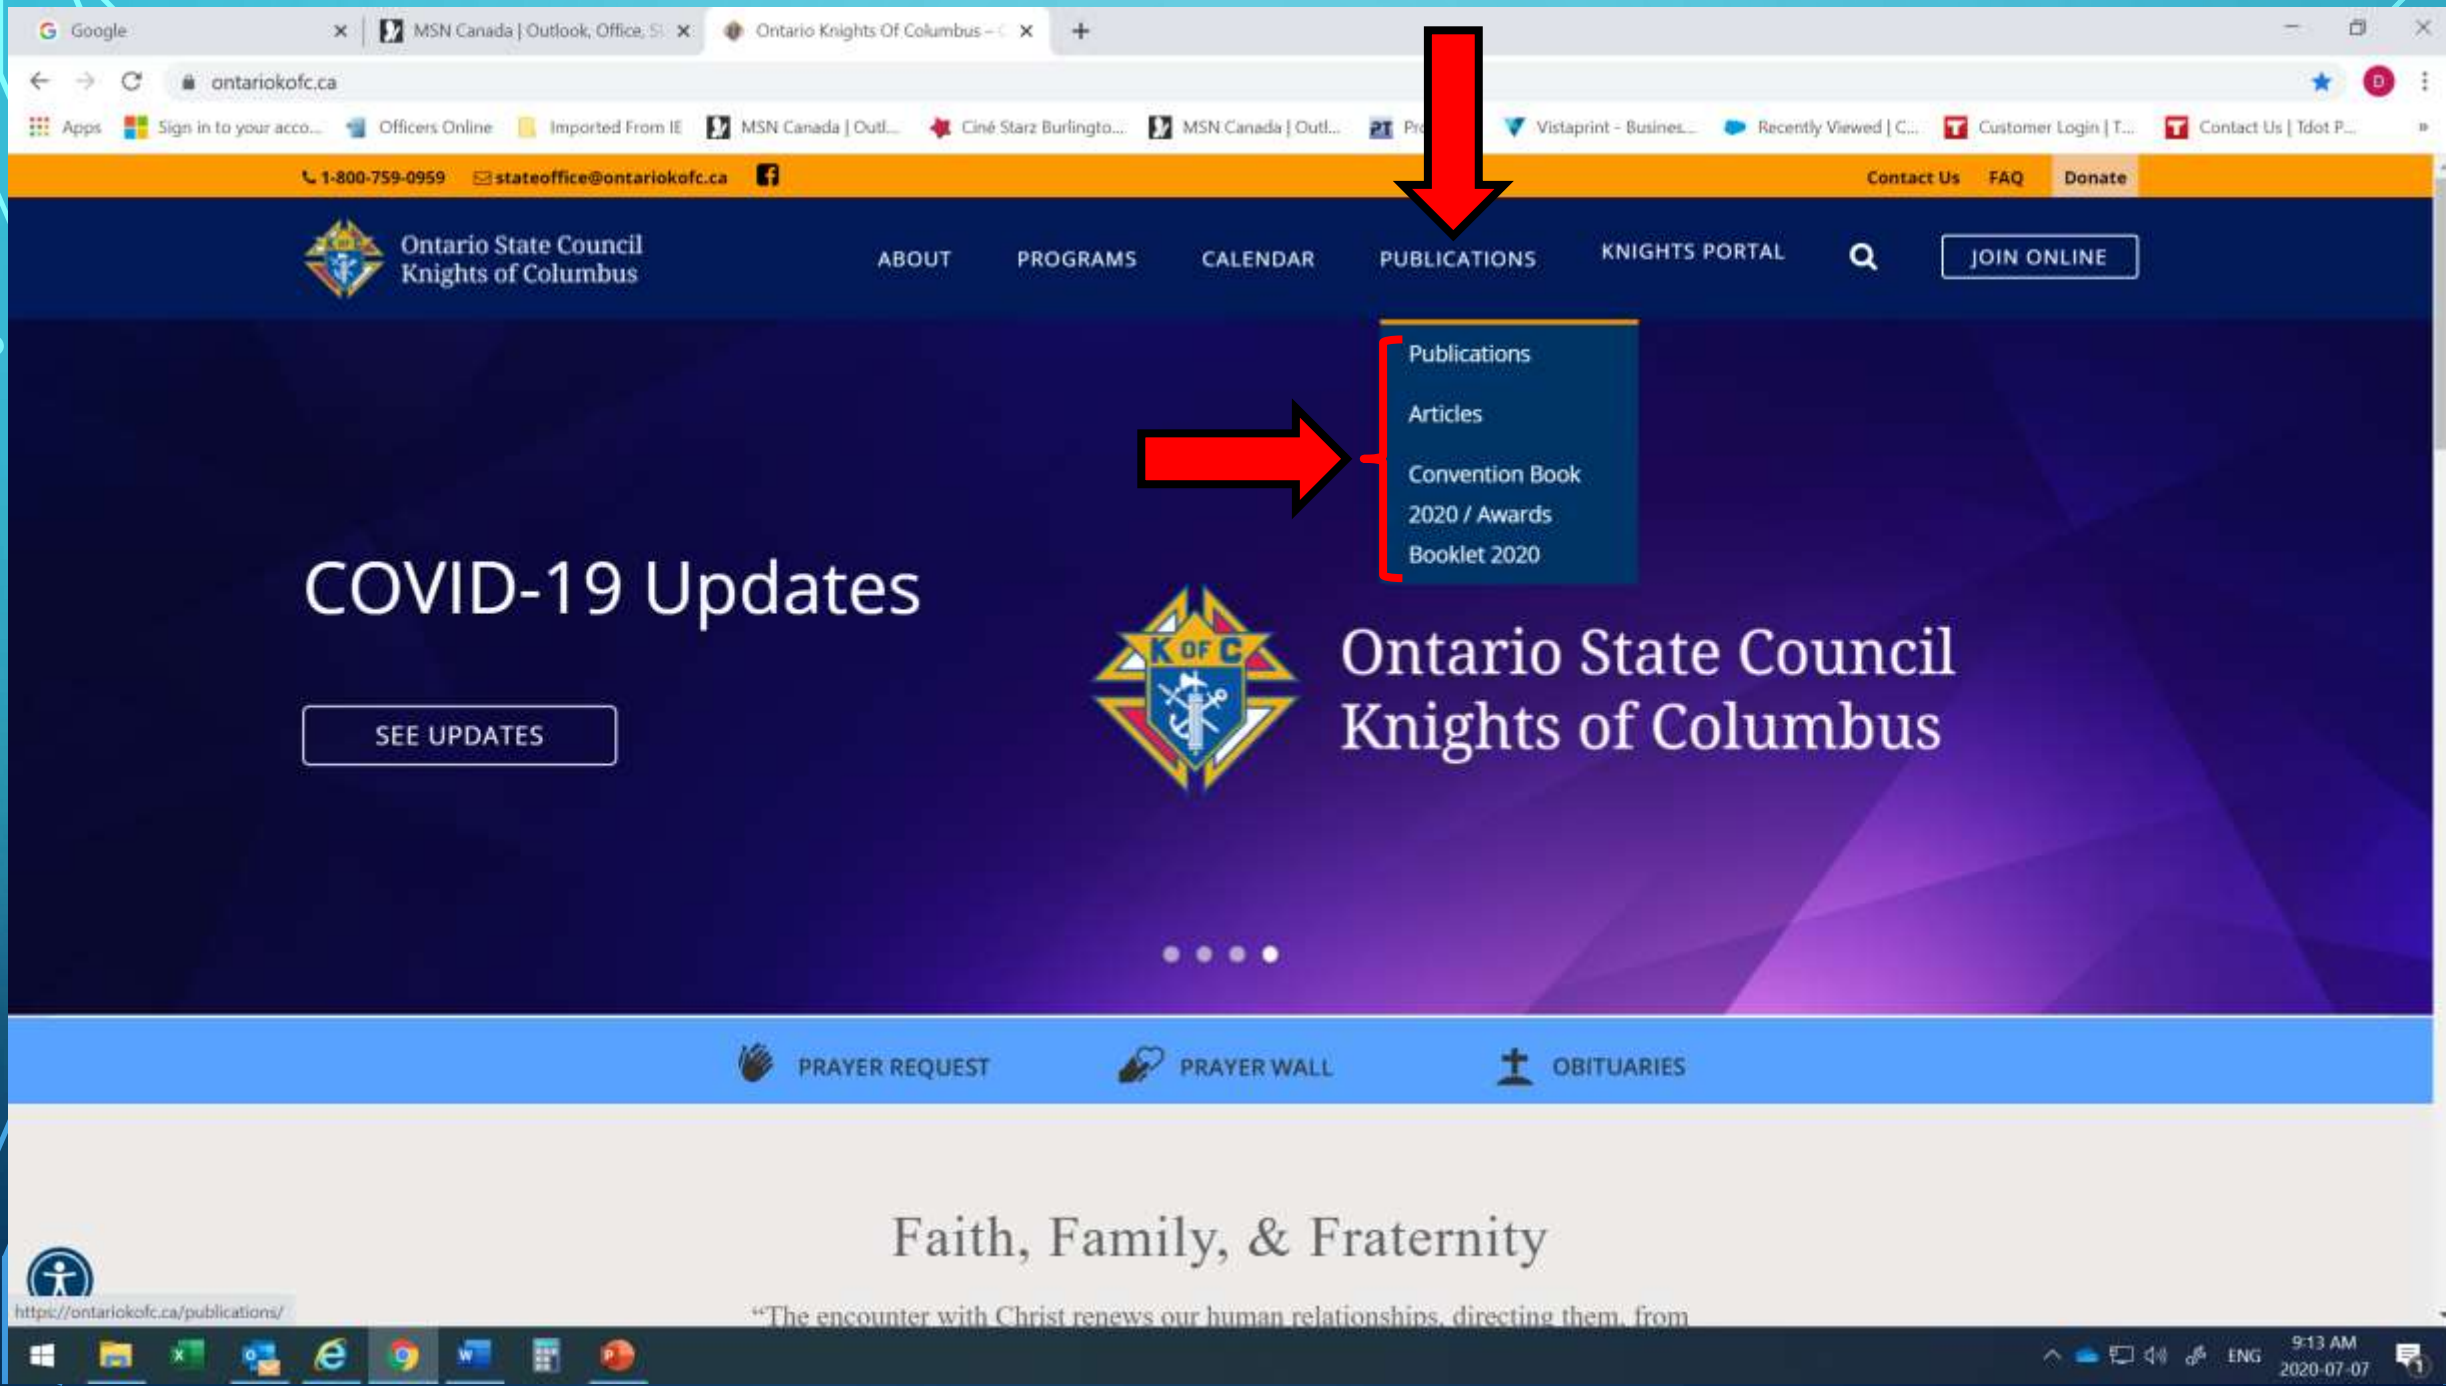 Google
MSN Canada | Outlook, Office, S
Ontario Knights Of Columbus –
ontariokofc.ca
Apps
Sign in to your acco...
Officers Online
Imported From IE
MSN Canada | Outl...
Ciné Starz Burlingto...
MSN Canada | Outl...
Vistaprint - Busines...
Recently Viewed | C...
Customer Login | T...
Contact Us | Tdot P...
1-800-759-0959
stateoffice@ontariokofc.ca
Contact Us
FAQ
Donate
Ontario State Council
Knights of Columbus
ABOUT
PROGRAMS
CALENDAR
PUBLICATIONS
KNIGHTS PORTAL
JOIN ONLINE
Publications
Articles
Convention Book
2020 / Awards
Booklet 2020
COVID-19 Updates
SEE UPDATES
K OF C
Ontario State Council
Knights of Columbus
PRAYER REQUEST
PRAYER WALL
OBITUARIES
Faith, Family, & Fraternity
“The encounter with Christ renews our human relationships, directing them, from
https://ontariokofc.ca/publications/
ENG
9:13 AM
2020-07-07